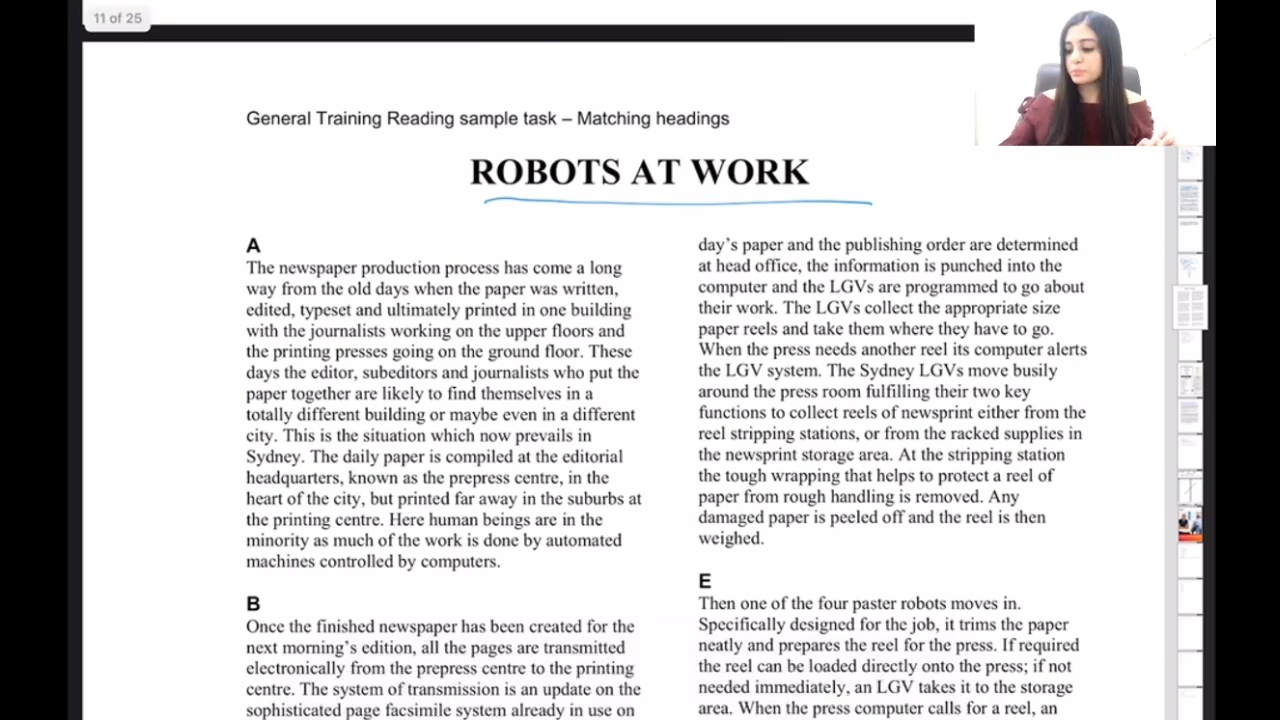 11 of 25
General Training Reading sample task – Matching headings
ROBOTS AT WORK
A
The newspaper production process has come a long
way from the old days when the paper was written,
edited, typeset and ultimately printed in one building
with the journalists working on the upper floors and
the printing presses going on the ground floor. These
days the editor, subeditors and journalists who put the
paper together are likely to find themselves in a
totally different building or maybe even in a different
city. This is the situation which now prevails in
Sydney. The daily paper is compiled at the editorial
headquarters, known as the prepress centre, in the
heart of the city, but printed far away in the suburbs at
the printing centre. Here human beings are in the
minority as much of the work is done by automated
machines controlled by computers.
B
Once the finished newspaper has been created for the
next morning's edition, all the pages are transmitted
electronically from the prepress centre to the printing
centre. The system of transmission is an update on the
sophisticated page facsimile system already in use on
day's paper and the publishing order are determined
at head office, the information is punched into the
computer and the LGVs are programmed to go about
their work. The LGVs collect the appropriate size
paper reels and take them where they have to go.
When the press needs another reel its computer alerts
the LGV system. The Sydney LGVs move busily
around the press room fulfilling their two key
functions to collect reels of newsprint either from the
reel stripping stations, or from the racked supplies in
the newsprint storage area. At the stripping station
the tough wrapping that helps to protect a reel of
paper from rough handling is removed. Any
damaged paper is peeled off and the reel is then
weighed.
E
Then one of the four paster robots moves in.
Specifically designed for the job, it trims the paper
neatly and prepares the reel for the press. If required
the reel can be loaded directly onto the press; if not
needed immediately, an LGV takes it to the storage
area. When the press computer calls for a reel, an